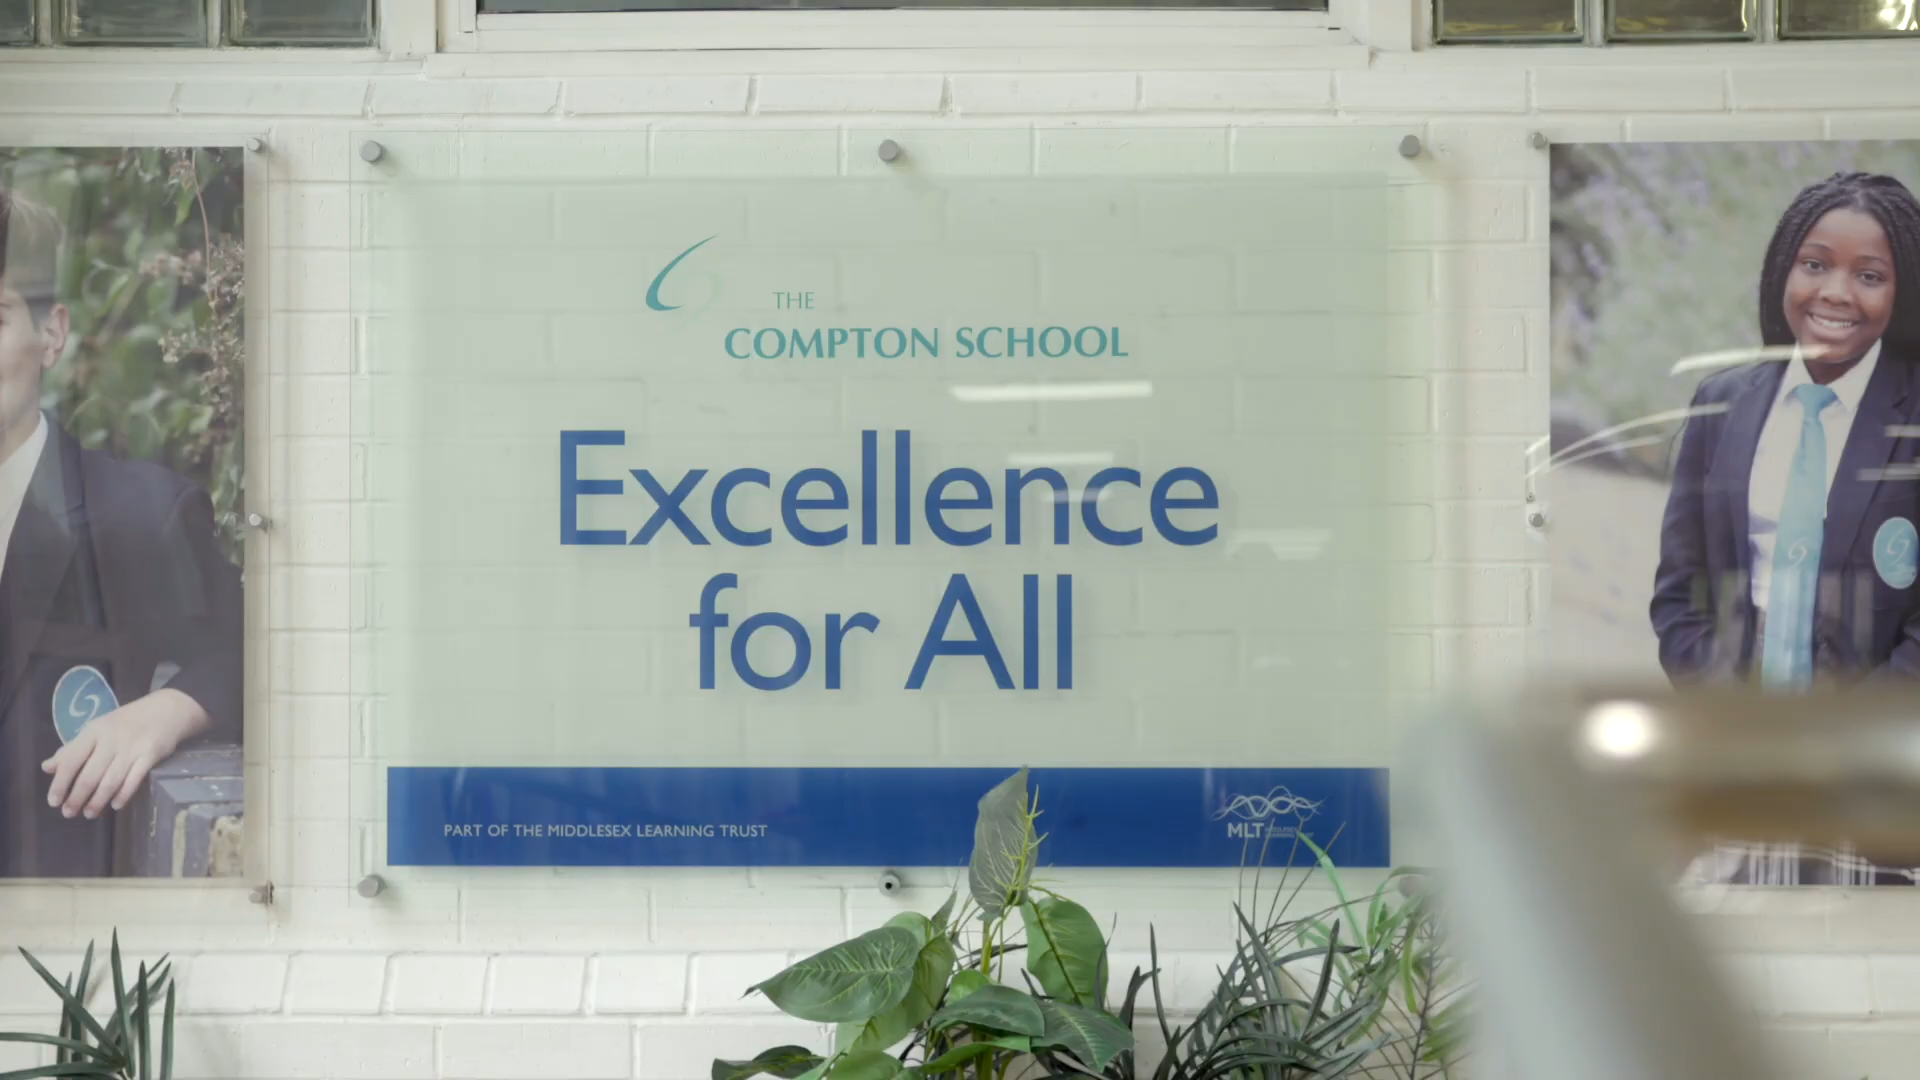 THE
COMPTON SCHOOL
Excellence
for All
PART OF THE MIDDLESEX LEARNING TRUST
MLT